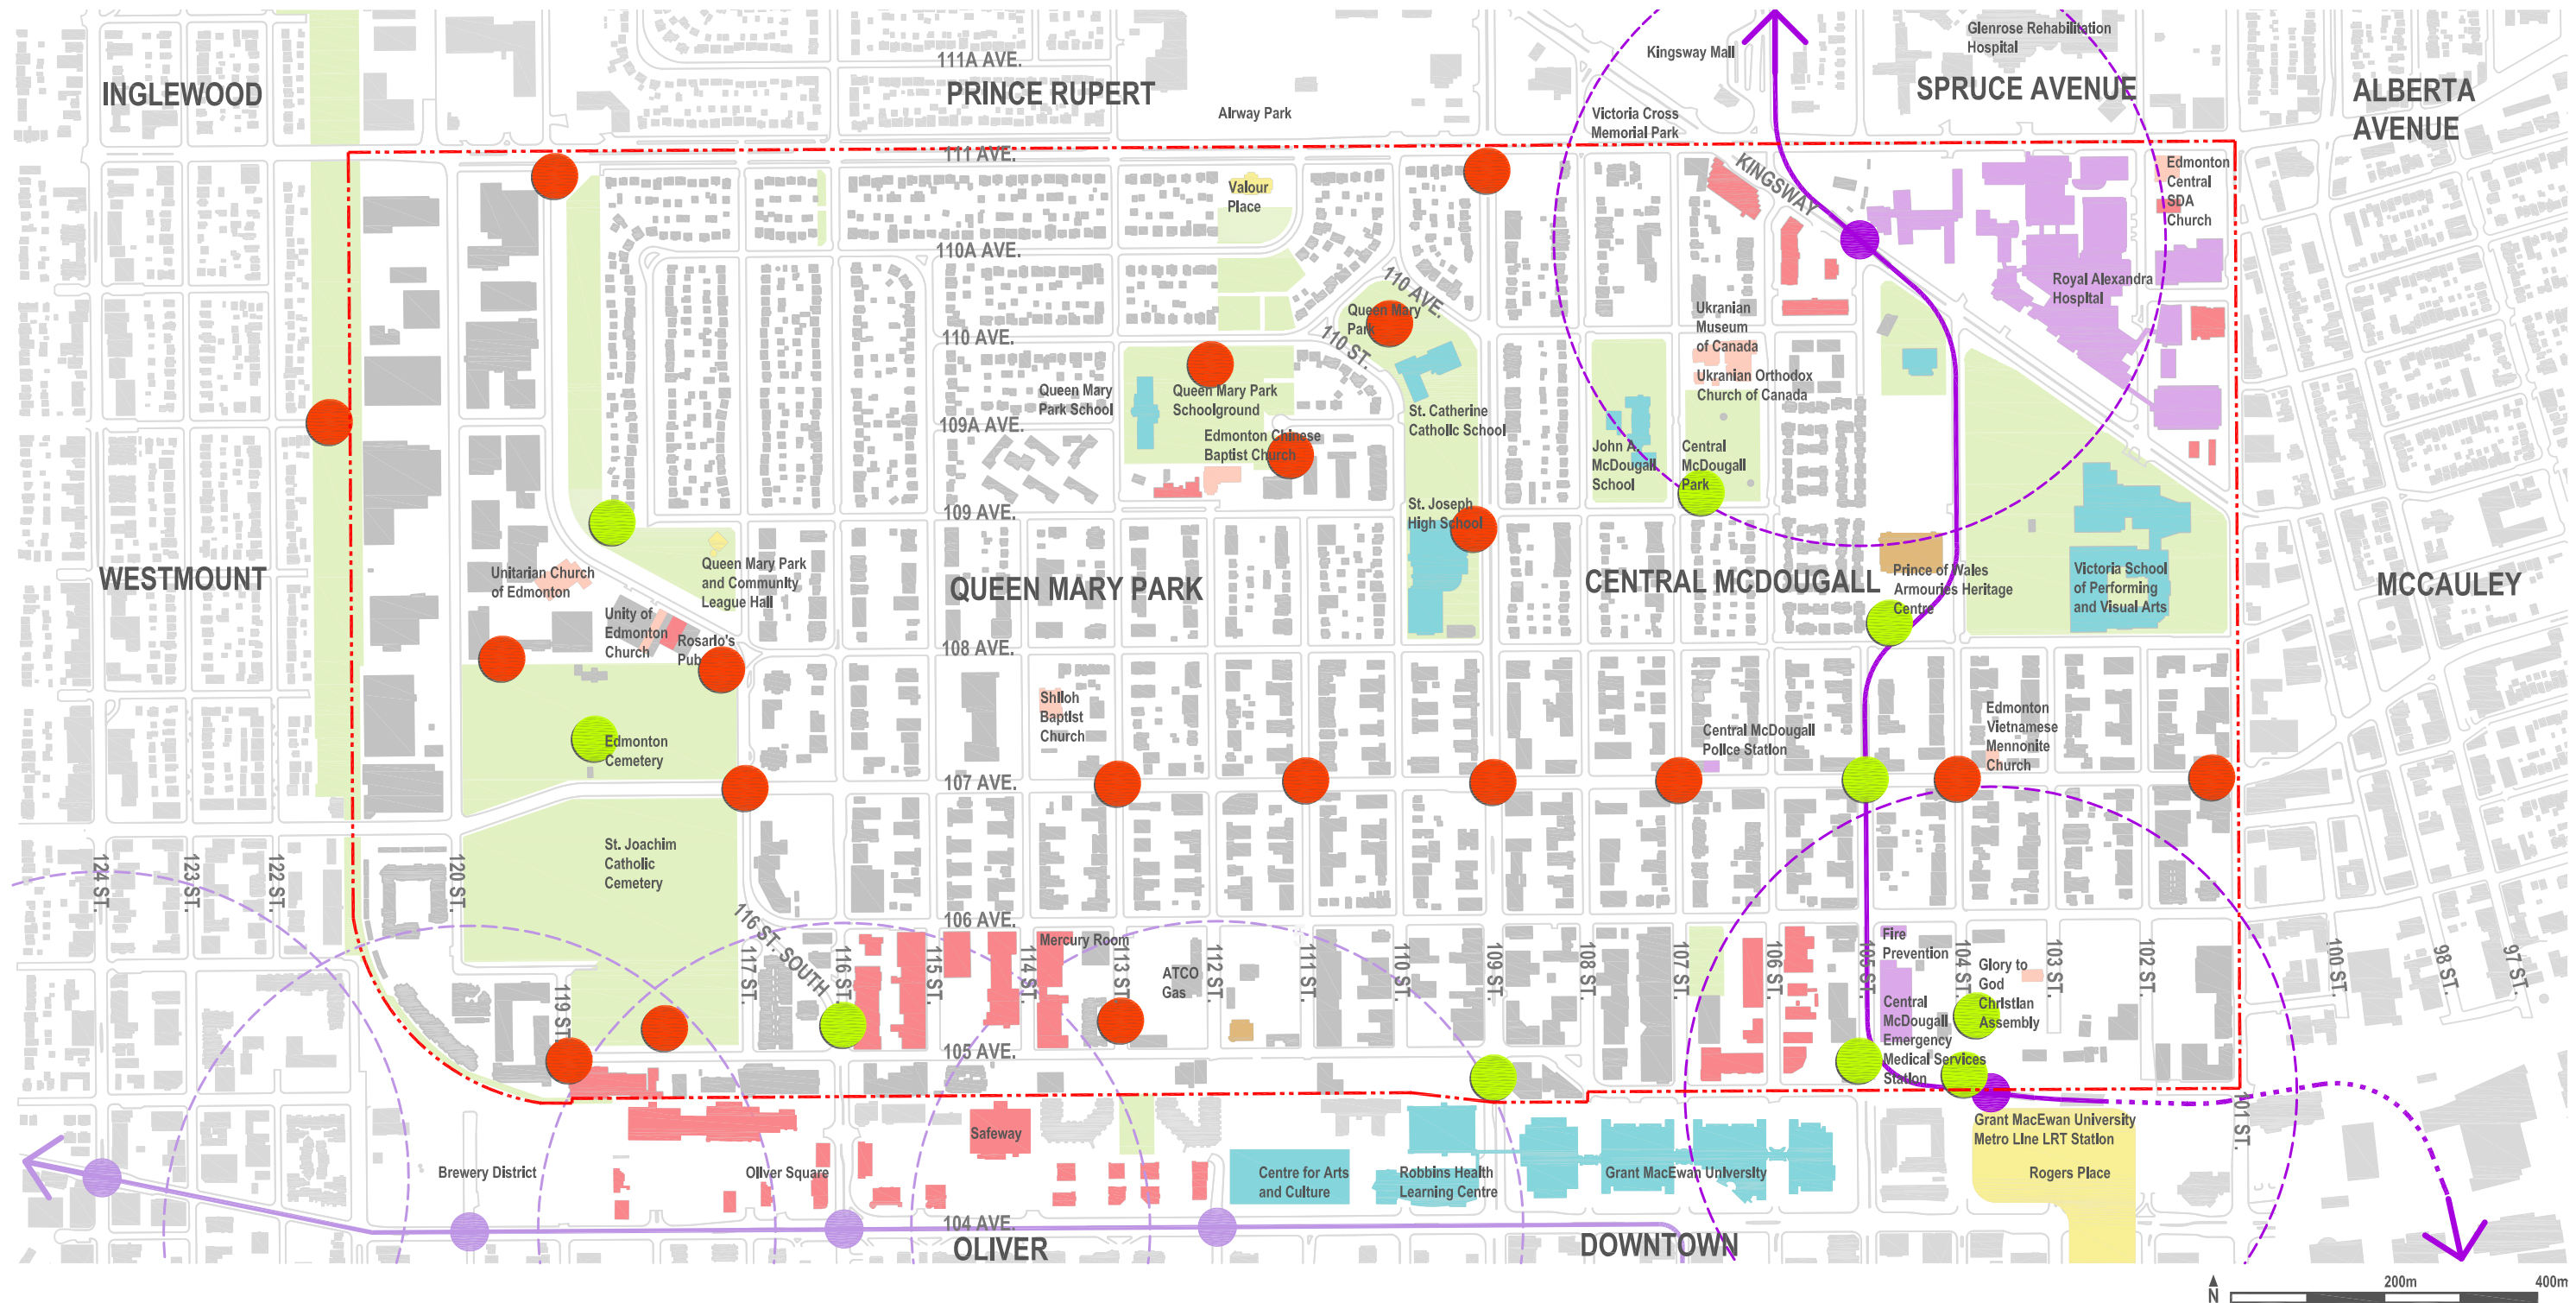 Glenrose Rehabilitation
Hospital
Kingsway Mall
111A AVE.
INGLEWOOD
PRINCE RUPERT
SPRUCE AVENUE
ALBERTA
AVENUE
Airway Park
Victoria Cross
Memorial Park
111 AVE.
KINGSWAY
Edmonton
Central
SDA
Church
Valour
Place
110A AVE.
110 AVE.
Royal Alexandra
Hospital
Queen Mary
Park
Ukranian
Museum
of Canada
110 AVE.
110 ST.
Ukranian Orthodox
Church of Canada
Queen Mary
Park School
Queen Mary Park
Schoolground
St. Catherine
Catholic School
109A AVE.
Edmonton Chinese
Baptist Church
John A.
McDougall
School
Central
McDougall
Park
109 AVE.
St. Joseph
High School
Unitarian Church
of Edmonton
Queen Mary Park
and Community
League Hall
WESTMOUNT
QUEEN MARY PARK
CENTRAL MCDOUGALL
Prince of Wales
Armouries Heritage
Centre
Victoria School
of Performing
and Visual Arts
MCCAULEY
Unity of
Edmonton
Church
Rosario's
Pub
108 AVE.
Shiloh
Baptist
Church
Central McDougall
Police Station
Edmonton
Vietnamese
Mennonite
Church
Edmonton
Cemetery
107 AVE.
St. Joachim
Catholic
Cemetery
124 ST.
123 ST.
122 ST.
120 ST.
106 AVE.
116 ST. SOUTH
119 ST.
117 ST.
116 ST.
115 ST.
114 ST.
113 ST.
112 ST.
111 ST.
110 ST.
109 ST.
108 ST.
107 ST.
106 ST.
105 ST.
104 ST.
103 ST.
102 ST.
100 ST.
98 ST.
97 ST.
Mercury Room
ATCO
Gas
Fire
Prevention
Glory to
God
Christian
Assembly
Central
McDougall
Emergency
Medical Services
Station
105 AVE.
101 ST.
Safeway
Grant MacEwan University
Metro Line LRT Station
Brewery District
Oliver Square
Centre for Arts
and Culture
Robbins Health
Learning Centre
Grant MacEwan University
Rogers Place
104 AVE.
OLIVER
DOWNTOWN
200m
400m
N